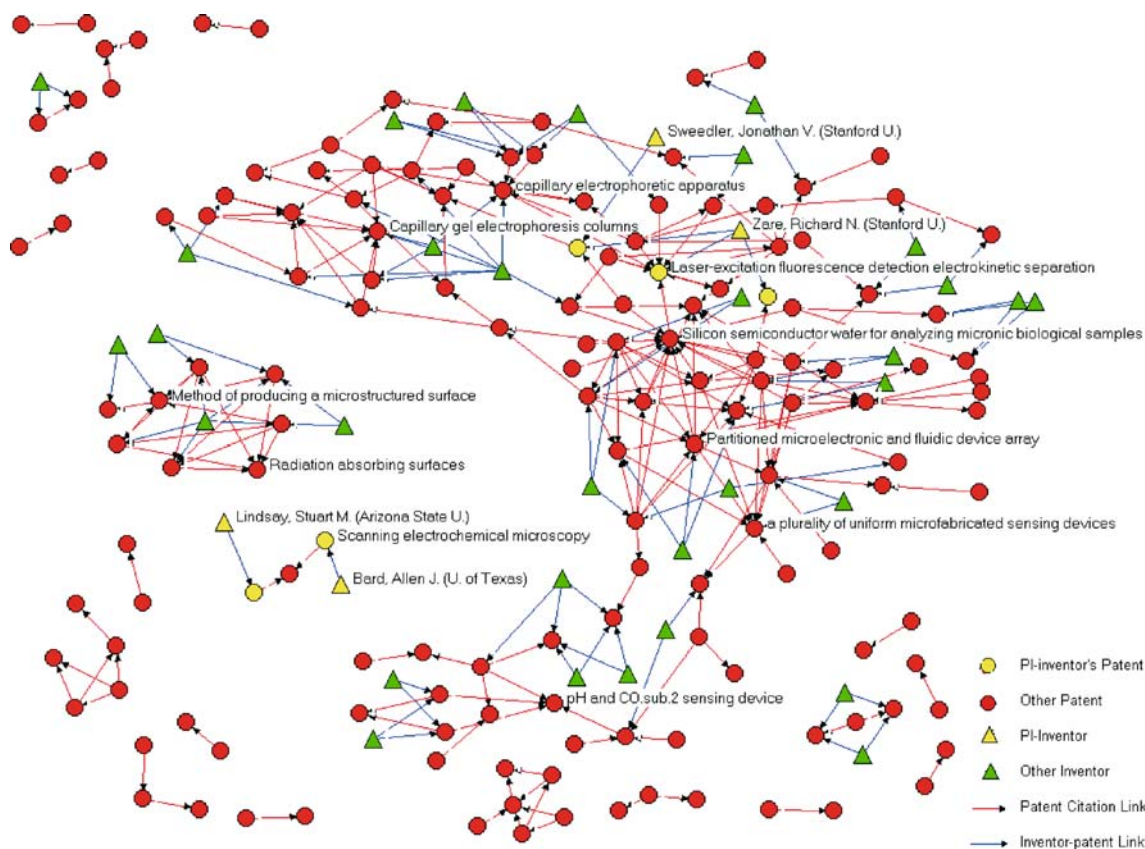 Sweedler, Jonathan V. (Stanford U.)
capillary electrophoretic apparatus
Capillary gel electrophoresis columns
Zare, Richard N. (Stanford U.)
Laser-excitation fluorescence detection electrokinetic separation
Silicon semiconductor wafer for analyzing micronic biological samples
Method of producing a microstructured surface
Partitioned microelectronic and fluidic device array
Radiation absorbing surfaces
Lindsay, Stuart M. (Arizona State U.)
a plurality of uniform microfabricated sensing devices
Scanning electrochemical microscopy
Bard, Allen J. (U. of Texas)
pH and CO.sub.2 sensing device
PI-inventor's Patent
Other Patent
PI-Inventor
Other Inventor
Patent Citation Link
Inventor-patent Link